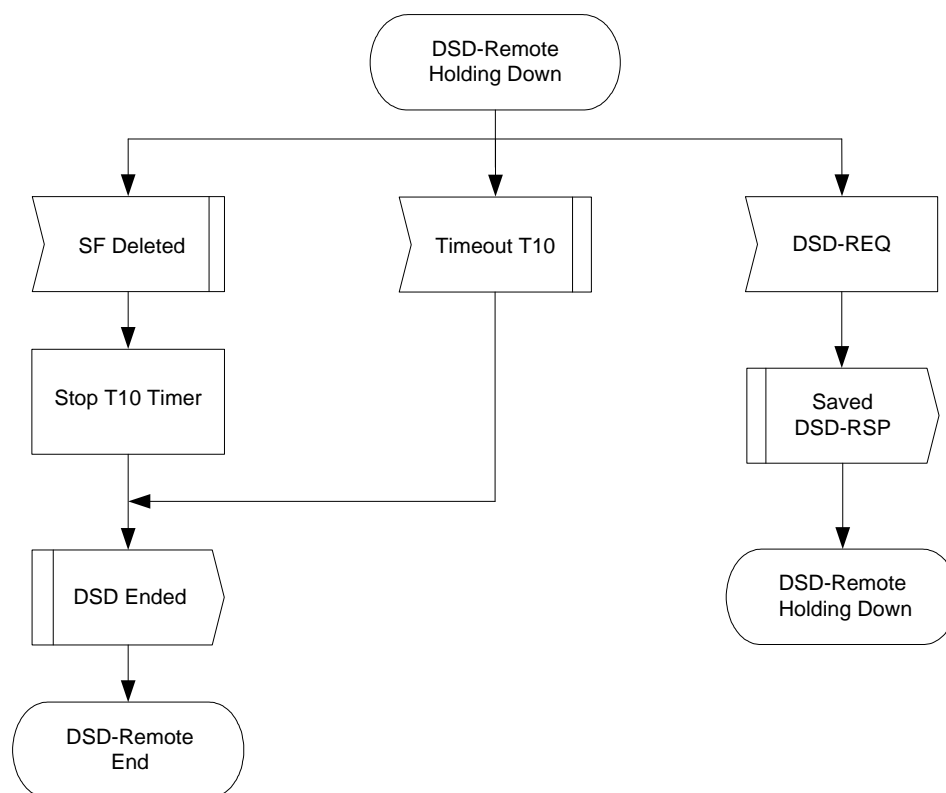 DSD-Remote
Holding Down
SF Deleted
Timeout T10
DSD-REQ
Stop T10 Timer
Saved
DSD-RSP
DSD Ended
DSD-Remote
Holding Down
DSD-Remote
End